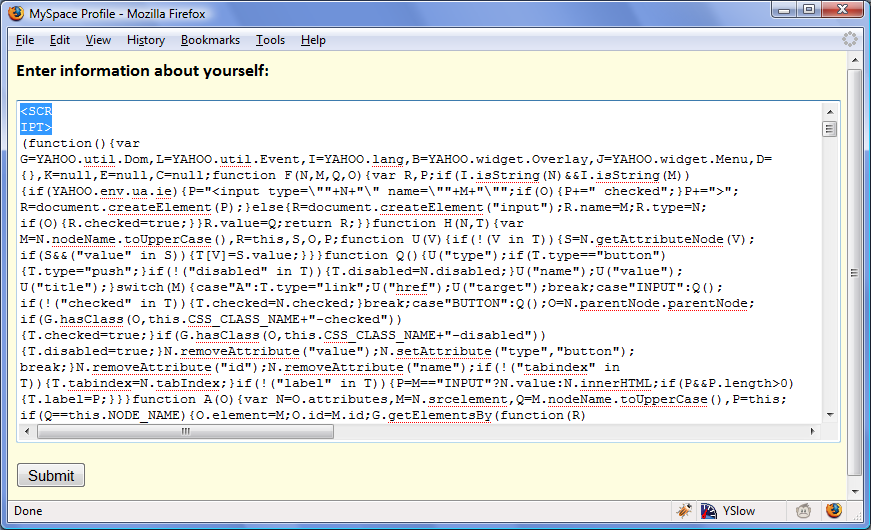 MySpace Profile - Mozilla Firefox
File Edit View History Bookmarks Tools Help
Enter information about yourself:
<SCR
IPT>
(function(){var
G=YAHOO.util.Dom,L=YAHOO.util.Event,I=YAHOO.lang,B=YAHOO.widget.Overlay,J=YAHOO.widget.Menu,D=
{},K=null,E=null,C=null;function F(N,M,Q,O){var R,P;if(I.isString(N)&&I.isString(M))
{if(YAHOO.env.ua.ie){P="<input type=\""+N+"\" name=\""+M+"\"";if(O){P+=" checked";}P+=">";
R=document.createElement(P);}else{R=document.createElement("input");R.name=M;R.type=N;
if(O){R.checked=true;}}R.value=Q;return R;}}function H(N,T){var
M=N.nodeName.toUpperCase(),R=this,S,O,P;function U(V){if(!(V in T)){S=N.getAttributeNode(V);
if(S&&("value" in S)){T[V]=S.value;}}}function Q(){U("type");if(T.type=="button")
{T.type="push";}if(!("disabled" in T)){T.disabled=N.disabled;}U("name");U("value");
U("title");}switch(M){case"A":T.type="link";U("href");U("target");break;case"INPUT":Q();
if(!("checked" in T)){T.checked=N.checked;}break;case"BUTTON":Q();O=N.parentNode.parentNode;
if(G.hasClass(O,this.CSS_CLASS_NAME+"-checked"))
{T.checked=true;}if(G.hasClass(O,this.CSS_CLASS_NAME+"-disabled"))
{T.disabled=true;}N.removeAttribute("value");N.setAttribute("type","button");
break;}N.removeAttribute("id");N.removeAttribute("name");if(!("tabindex" in
T)){T.tabindex=N.tabIndex;}if(!("label" in T)){P=M=="INPUT"?N.value:N.innerHTML;if(P&&P.length>0)
{T.label=P;}}}function A(O){var N=O.attributes,M=N.srcelement,Q=M.nodeName.toUpperCase(),P=this;
if(Q==this.NODE_NAME){O.element=M;O.id=M.id;G.getElementsBy(function(R)
Submit
Done YSlow